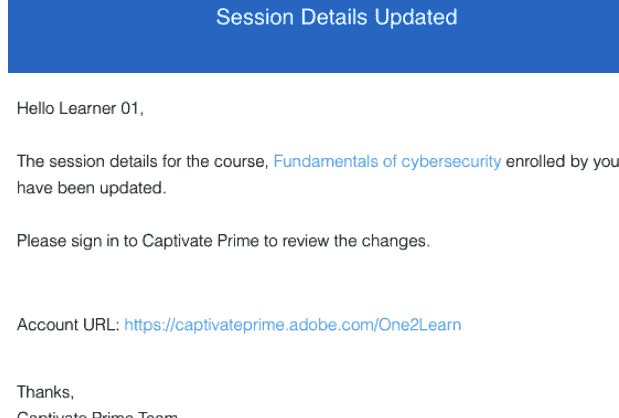 Session Details Updated
Hello Learner 01,
The session details for the course, Fundamentals of cybersecurity enrolled by you
have been updated.
Please sign in to Captivate Prime to review the changes.
Account URL: https://captivateprime.adobe.com/One2Learn
Thanks,
Captivate Prime Team